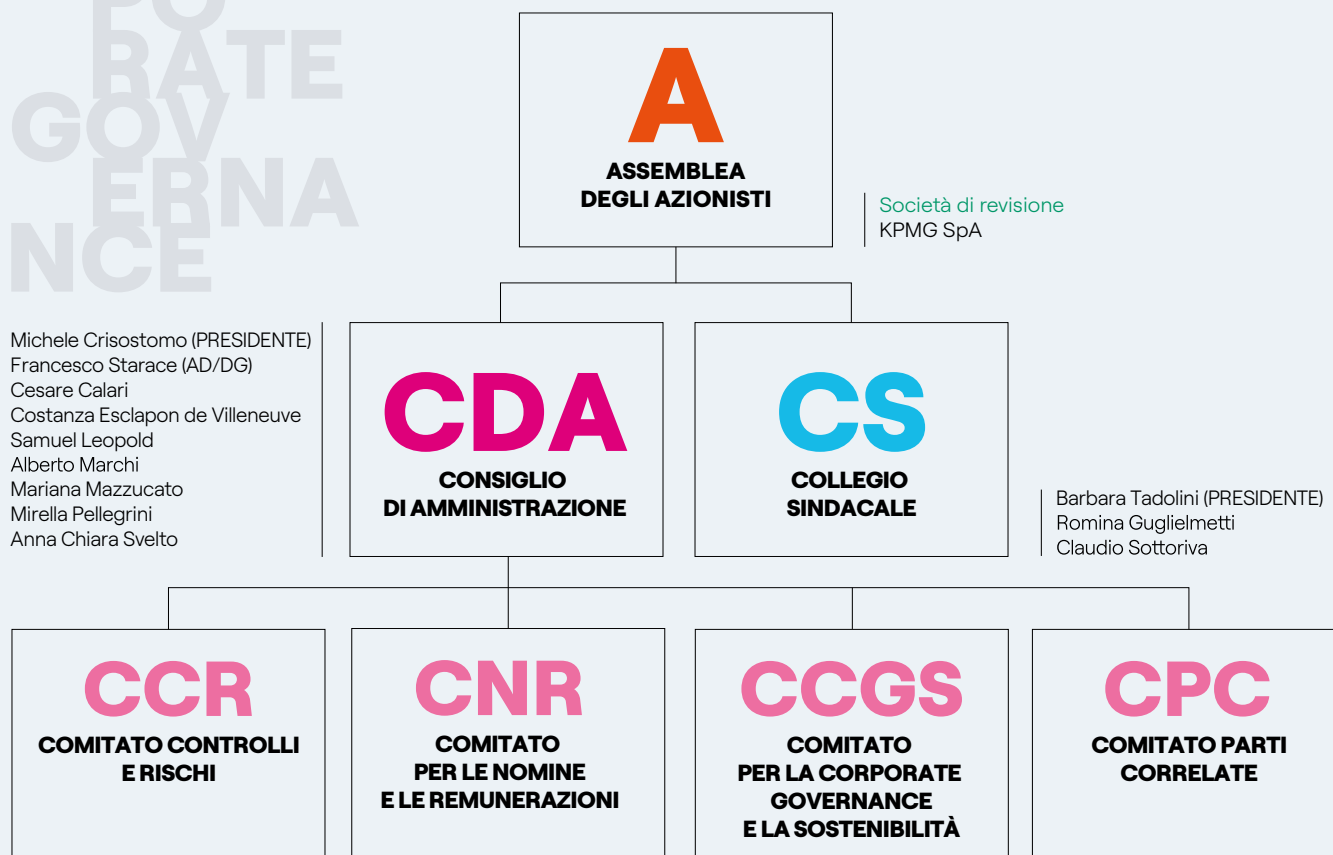 PO
RATE
GOV
ERNA
NCE
A
ASSEMBLEA
DEGLI AZIONISTI
Società di revisione
KPMG SpA
Michele Crisostomo (PRESIDENTE)
Francesco Starace (AD/DG)
Cesare Calari
Costanza Esclapon de Villeneuve
Samuel Leopold
Alberto Marchi
Mariana Mazzucato
Mirella Pellegrini
Anna Chiara Svelto
CDA
CONSIGLIO
DI AMMINISTRAZIONE
CS
COLLEGIO
SINDACALE
Barbara Tadolini (PRESIDENTE)
Romina Guglielmetti
Claudio Sottoriva
CCR
COMITATO CONTROLLI
E RISCHI
CNR
COMITATO
PER LE NOMINE
E LE REMUNERAZIONI
CCGS
COMITATO
PER LA CORPORATE
GOVERNANCE
E LA SOSTENIBILITÀ
CPC
COMITATO PARTI
CORRELATE